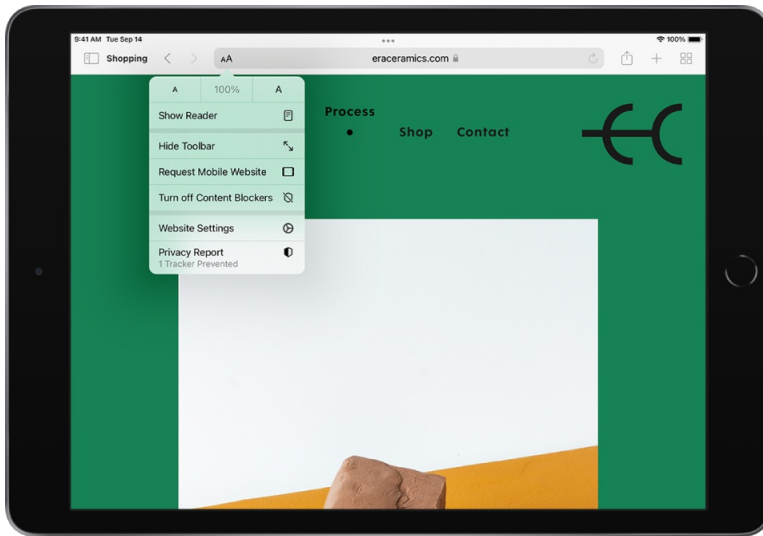 9:41 AM Tue Sep 14
100%
Shopping
AA
eraceramics.com
A 100% A
Show Reader
Hide Toolbar
Request Mobile Website
Turn off Content Blockers
Website Settings
Privacy Report
1 Tracker Prevented
Process
Shop Contact